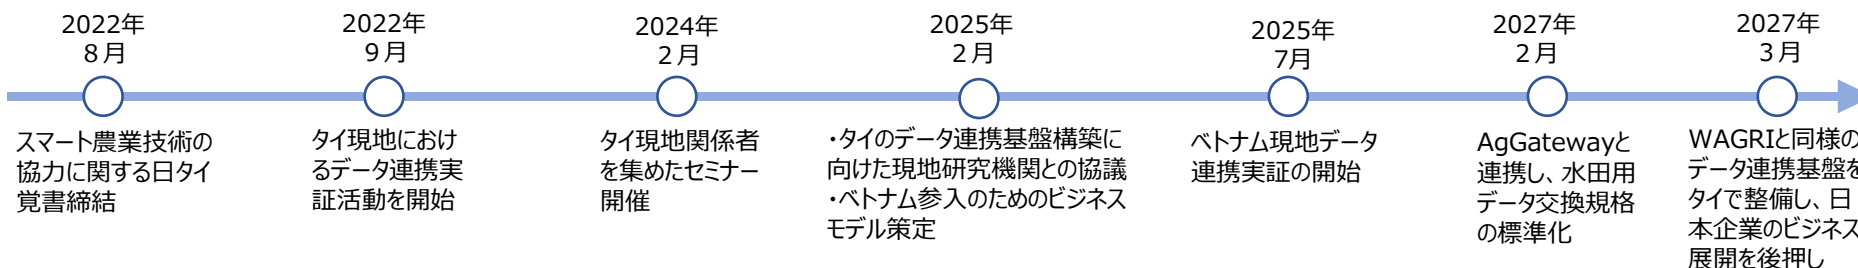 2022年
８月
スマート農業技術の
協力に関する日タイ
覚書締結
2022年
９月
タイ現地におけ
るデータ連携実
証活動を開始
2024年
２月
タイ現地関係者
を集めたセミナー
開催
2025年
２月
・タイのデータ連携基盤構築に
向けた現地研究機関との協議
・ベトナム参入のためのビジネス
モデル策定
2025年
7月
ベトナム現地データ
連携実証の開始
2027年
２月
AgGatewayと
連携し、水田用
データ交換規格
の標準化
2027年
３月
WAGRIと同様の
データ連携基盤を
タイで整備し、日
本企業のビジネス
展開を後押し